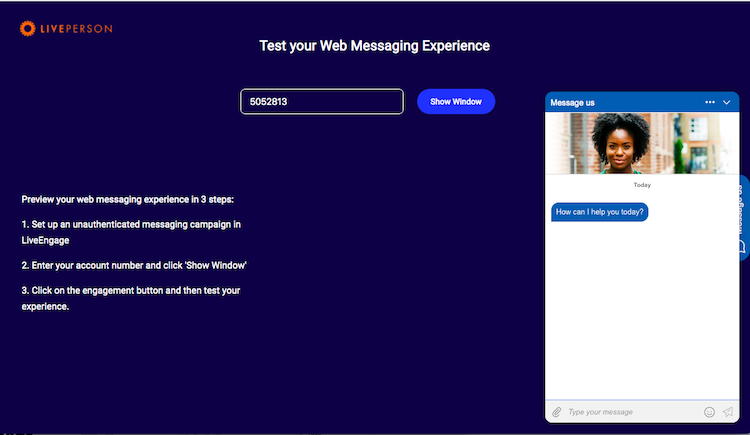 LIVEPERSON
Test your Web Messaging Experience
5052813
Show Window
Preview your web messaging experience in 3 steps:
1. Set up an unauthenticated messaging campaign in
LiveEngage
2. Enter your account number and click 'Show Window'
3. Click on the engagement button and then test your
experience.
Message us
Today
How can I help you today?
Type your message
Message us